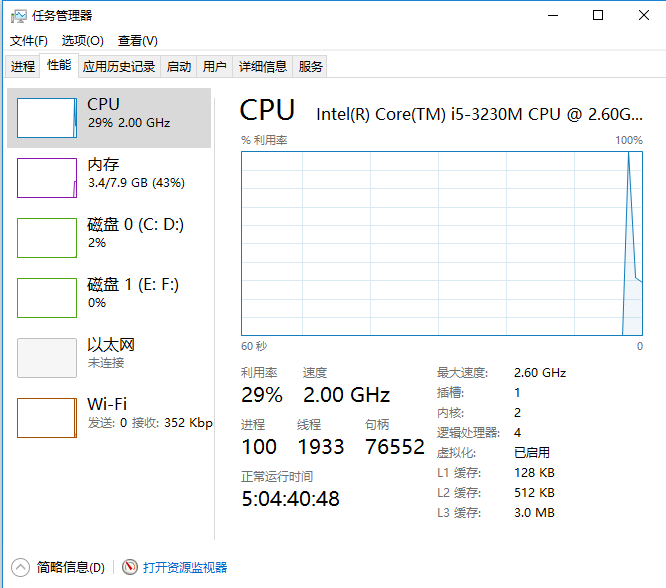 任务管理器
文件(F) 选项(O) 查看(V)
进程 性能 应用历史记录 启动 用户 详细信息 服务
CPU
29% 2.00 GHz
内存
3.4/7.9 GB (43%)
磁盘 0 (C: D:)
2%
磁盘 1 (E: F:)
0%
以太网
未连接
Wi-Fi
发送: 0 接收: 352 Kbp
CPU Intel(R) Core(TM) i5-3230M CPU @ 2.60G...
% 利用率 100%
60 秒 0
利用率 速度
29% 2.00 GHz
进程 线程 句柄
100 1933 76552
正常运行时间
5:04:40:48
最大速度: 2.60 GHz
插槽: 1
内核: 2
逻辑处理器: 4
虚拟化: 已启用
L1 缓存: 128 KB
L2 缓存: 512 KB
L3 缓存: 3.0 MB
简略信息(D) 打开资源监视器